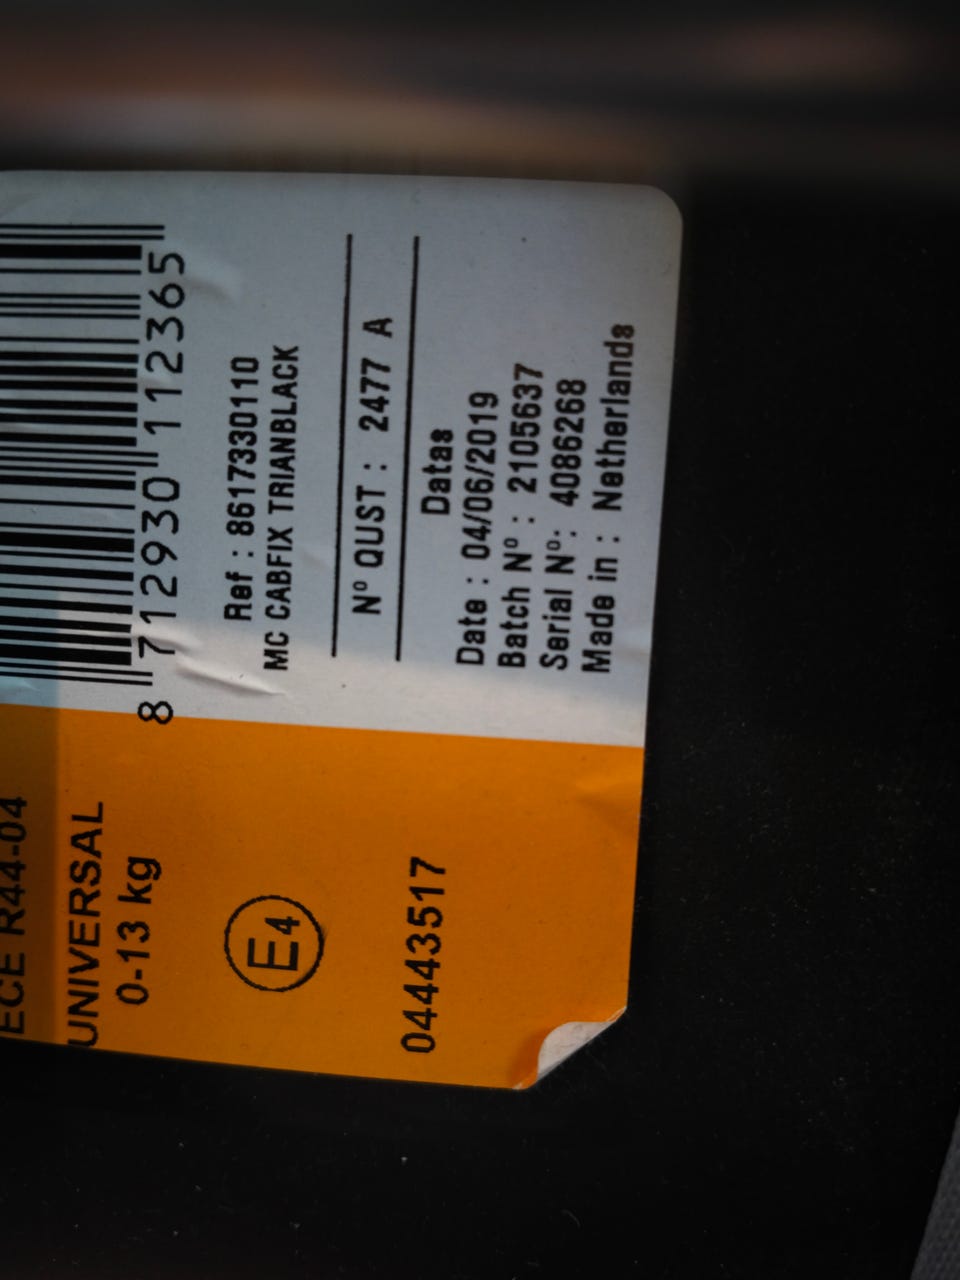 ECE R44-04
UNIVERSAL
0-13 kg
E4
04443517
8 712930 112365
Ref : 8617330110
MC CABFIX TRIANBLACK
Nº QUST : 2477 A
Datas
Date : 04/06/2019
Batch Nº : 2105637
Serial Nº: 4086268
Made in : Netherlands